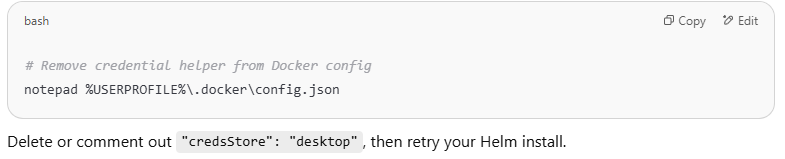 bash
Copy
Edit
# Remove credential helper from Docker config
notepad %USERPROFILE%\.docker\config.json
Delete or comment out "credsStore": "desktop", then retry your Helm install.